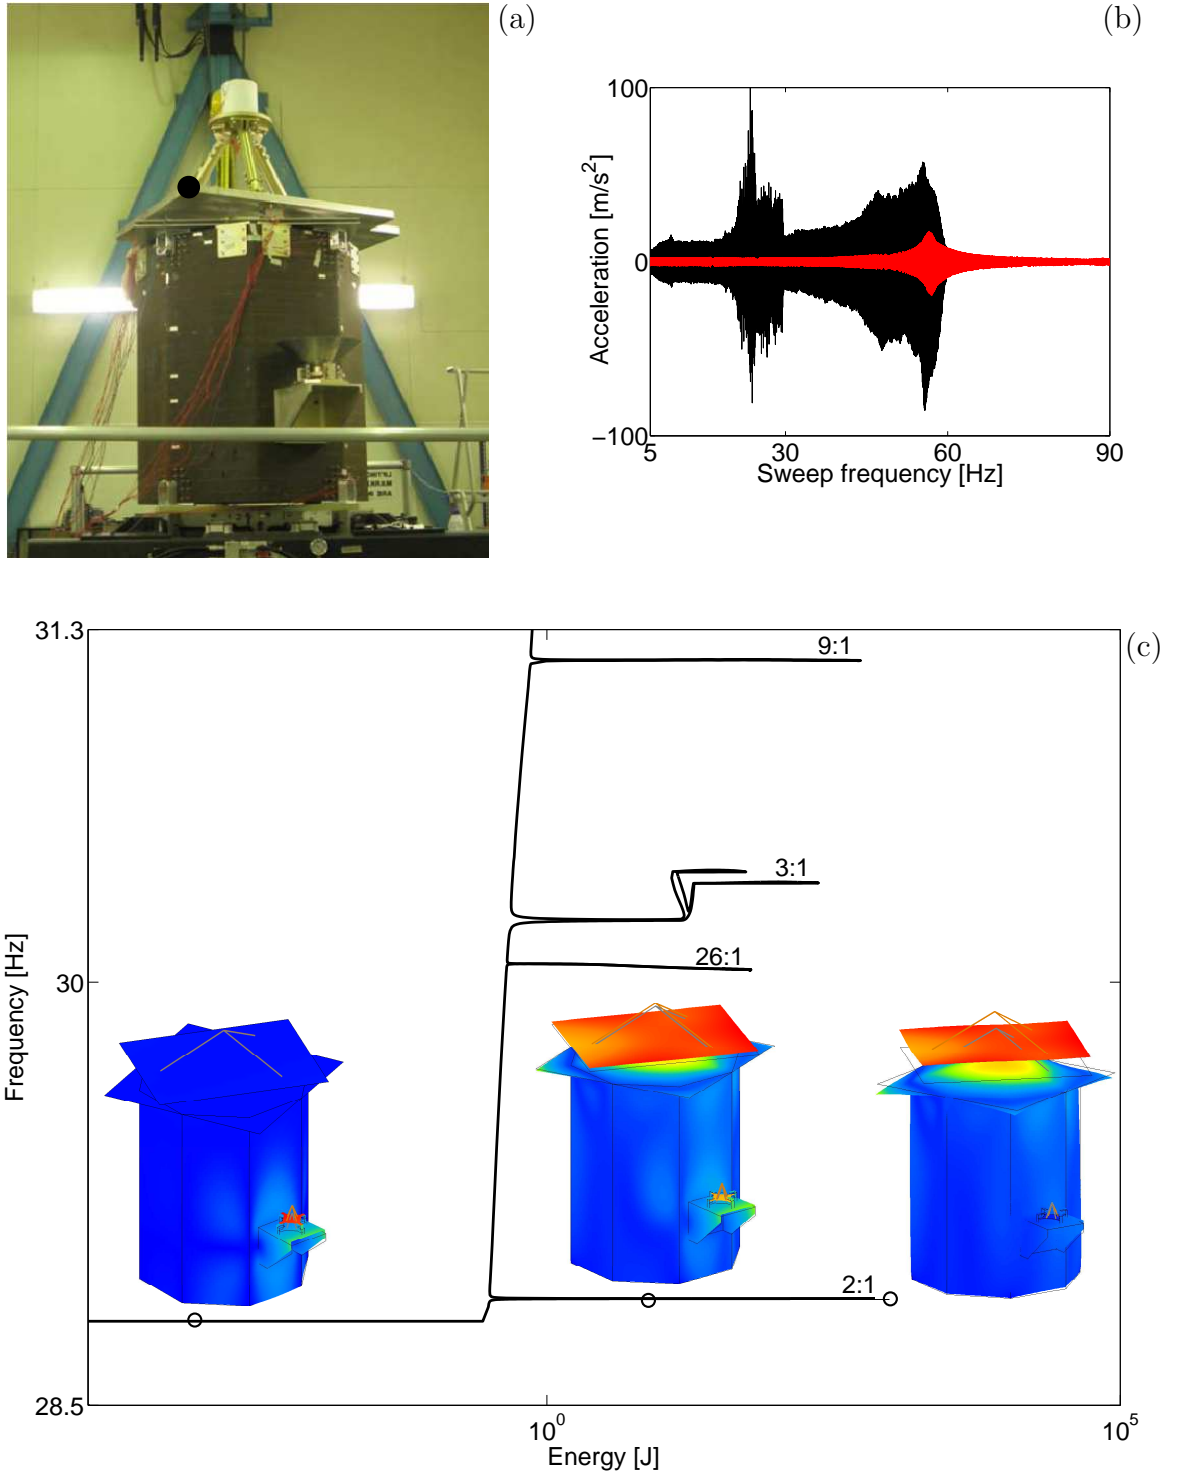 (a)
(b)
100
0
−100
Acceleration [m/s²]
5
30
60
90
Sweep frequency [Hz]
(c)
31.3
30
28.5
Frequency [Hz]
9:1
3:1
26:1
2:1
10⁰
10⁵
Energy [J]